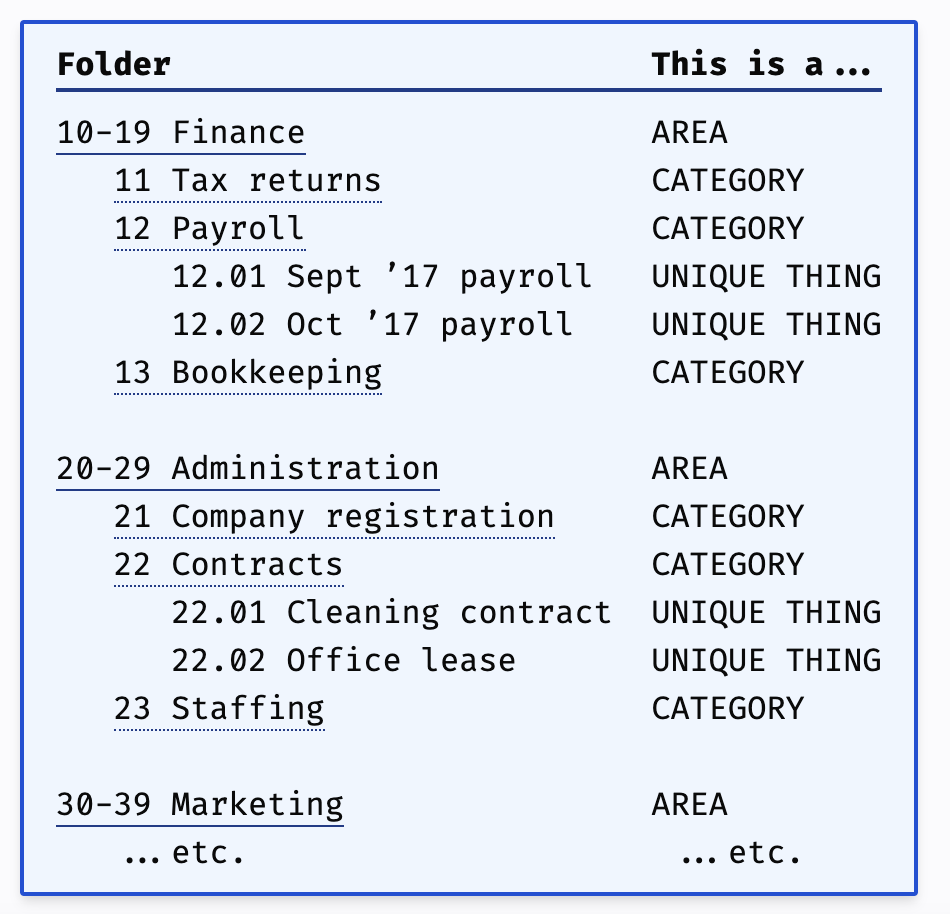 Folder This is a...
10-19 Finance AREA
11 Tax returns CATEGORY
12 Payroll CATEGORY
12.01 Sept ’17 payroll UNIQUE THING
12.02 Oct ’17 payroll UNIQUE THING
13 Bookkeeping CATEGORY
20-29 Administration AREA
21 Company registration CATEGORY
22 Contracts CATEGORY
22.01 Cleaning contract UNIQUE THING
22.02 Office lease UNIQUE THING
23 Staffing CATEGORY
30-39 Marketing AREA
...etc. ...etc.